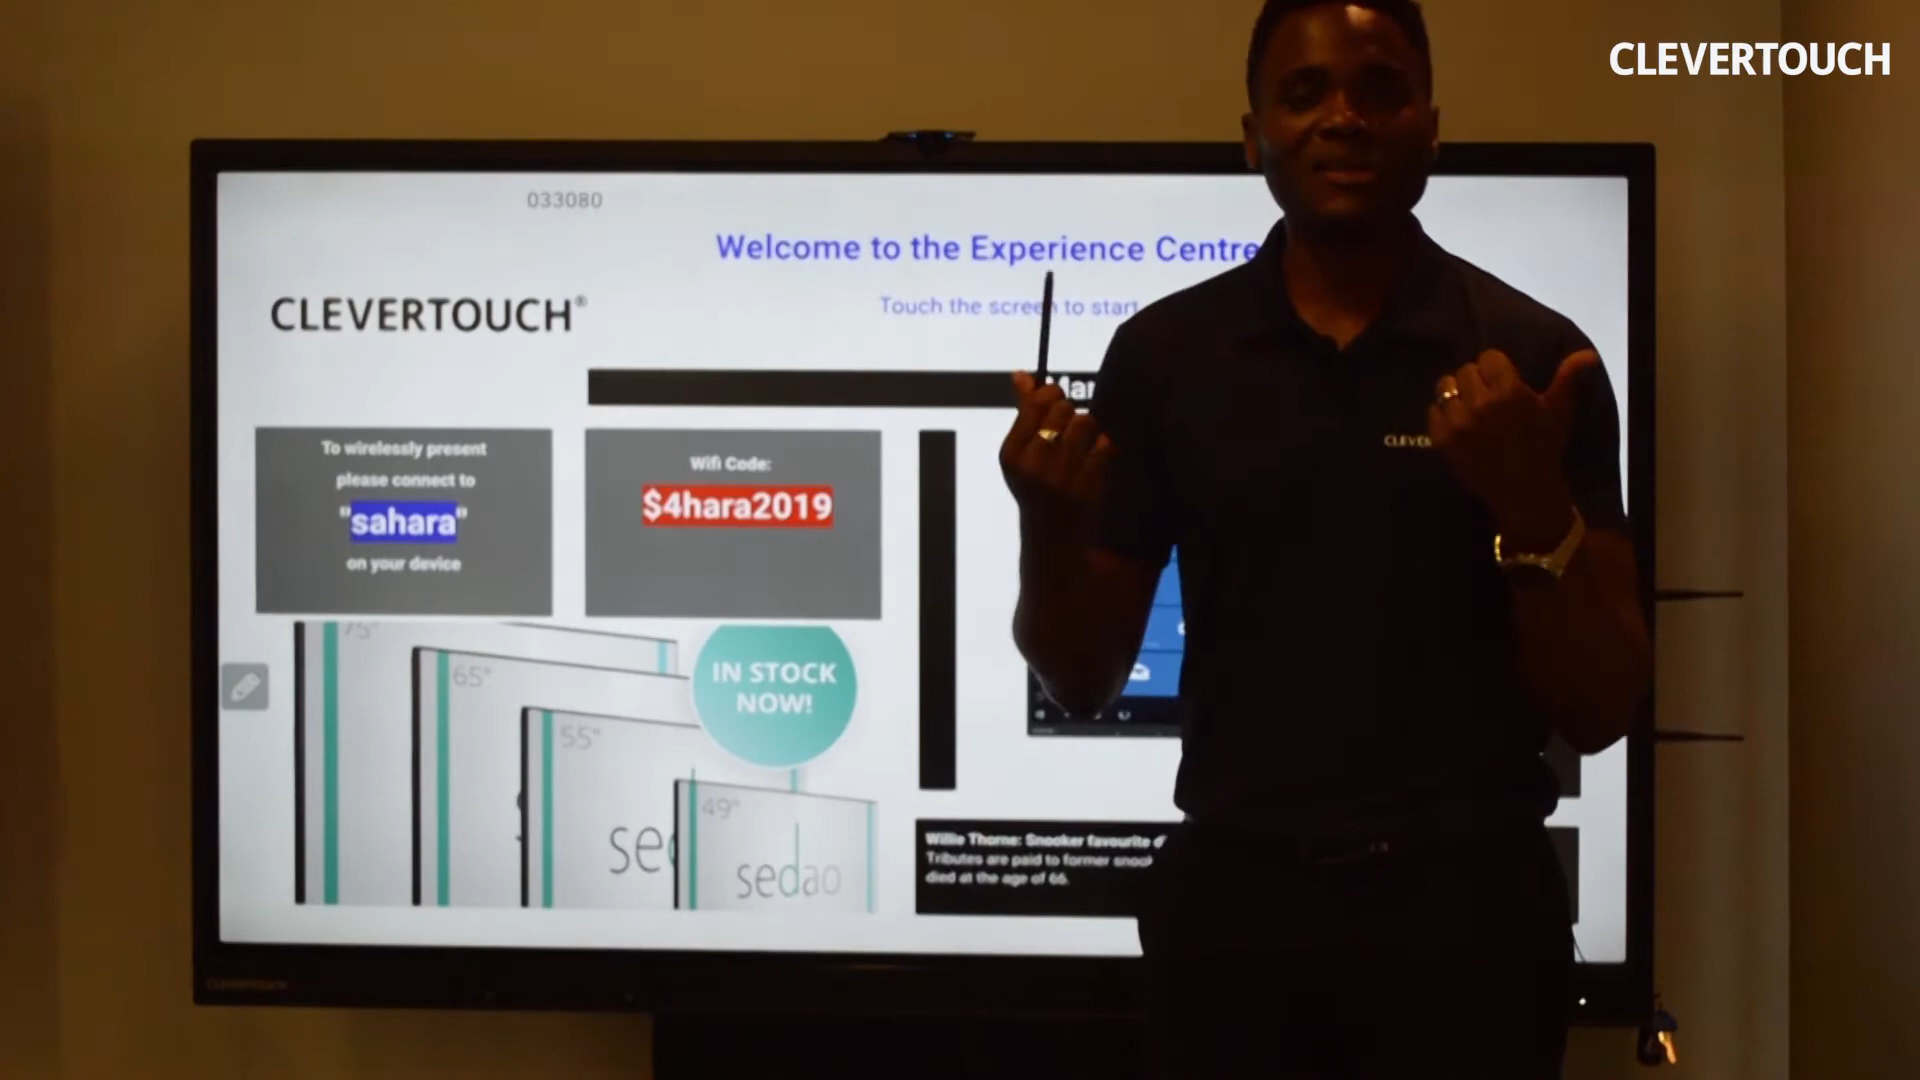 CLEVERTOUCH
033080
Welcome to the Experience Centre
Touch the screen to start
CLEVERTOUCH®
To wirelessly present
please connect to
"sahara"
on your device
Wifi Code:
$4hara2019
75"
65"
55"
49"
IN STOCK
NOW!
sedao
Willie Thorne: Snooker favourite
Tributes are paid to former
died at the age of 66.
CLEVERTOUCH